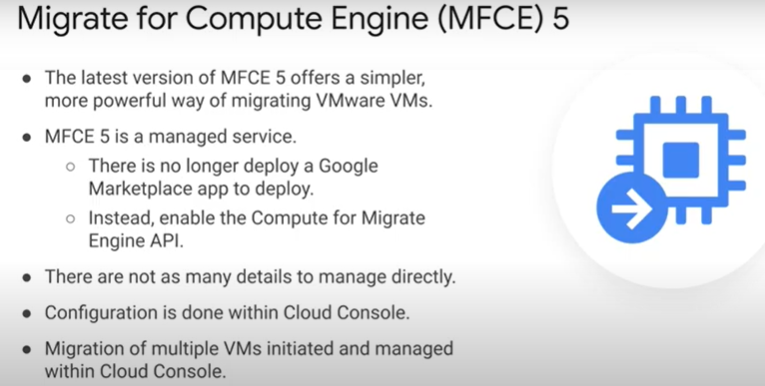 Migrate for Compute Engine (MFCE) 5
● The latest version of MFCE 5 offers a simpler,
more powerful way of migrating VMware VMs.
● MFCE 5 is a managed service.
○ There is no longer deploy a Google
Marketplace app to deploy.
○ Instead, enable the Compute for Migrate
Engine API.
● There are not as many details to manage directly.
● Configuration is done within Cloud Console.
● Migration of multiple VMs initiated and managed
within Cloud Console.